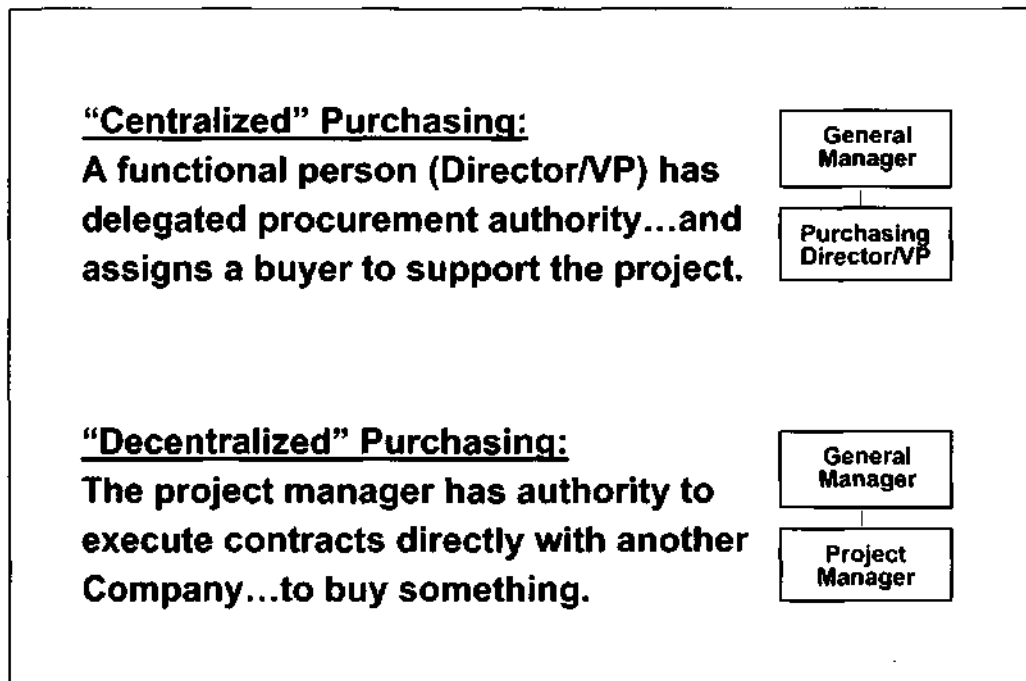 “Centralized” Purchasing:
A functional person (Director/VP) has
delegated procurement authority...and
assigns a buyer to support the project.
General
Manager
Purchasing
Director/VP
“Decentralized” Purchasing:
The project manager has authority to
execute contracts directly with another
Company...to buy something.
General
Manager
Project
Manager